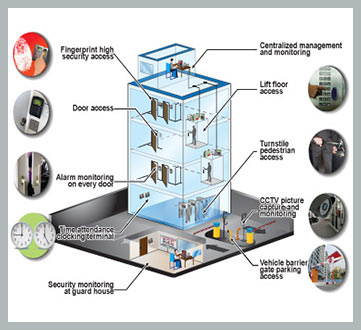 Fingerprint high
security access
Centralized management
and monitoring
Door access
Lift floor
access
Alarm monitoring
on every door
Turnstile
pedestrian
access
Time attendance
clocking terminal
CCTV picture
capture and
monitoring
Security monitoring
at guard house
Vehicle barrier
gate parking
access